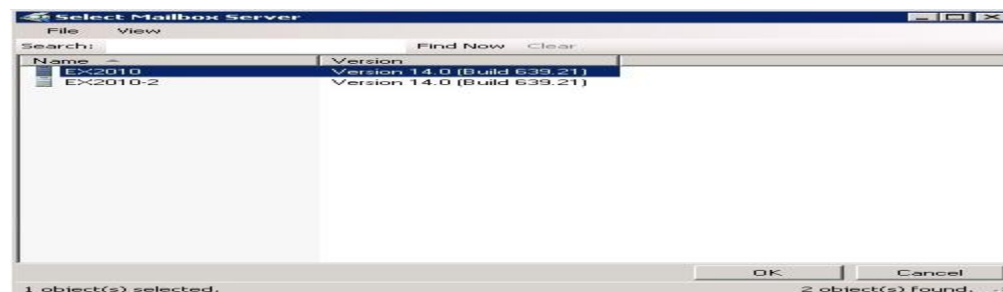 Select Mailbox Server
File View
Search: Find Now Clear
Name Version
EX2010 Version 14.0 (Build 639.21)
EX2010-2 Version 14.0 (Build 639.21)
OK Cancel
1 object(s) selected. 2 object(s) found.